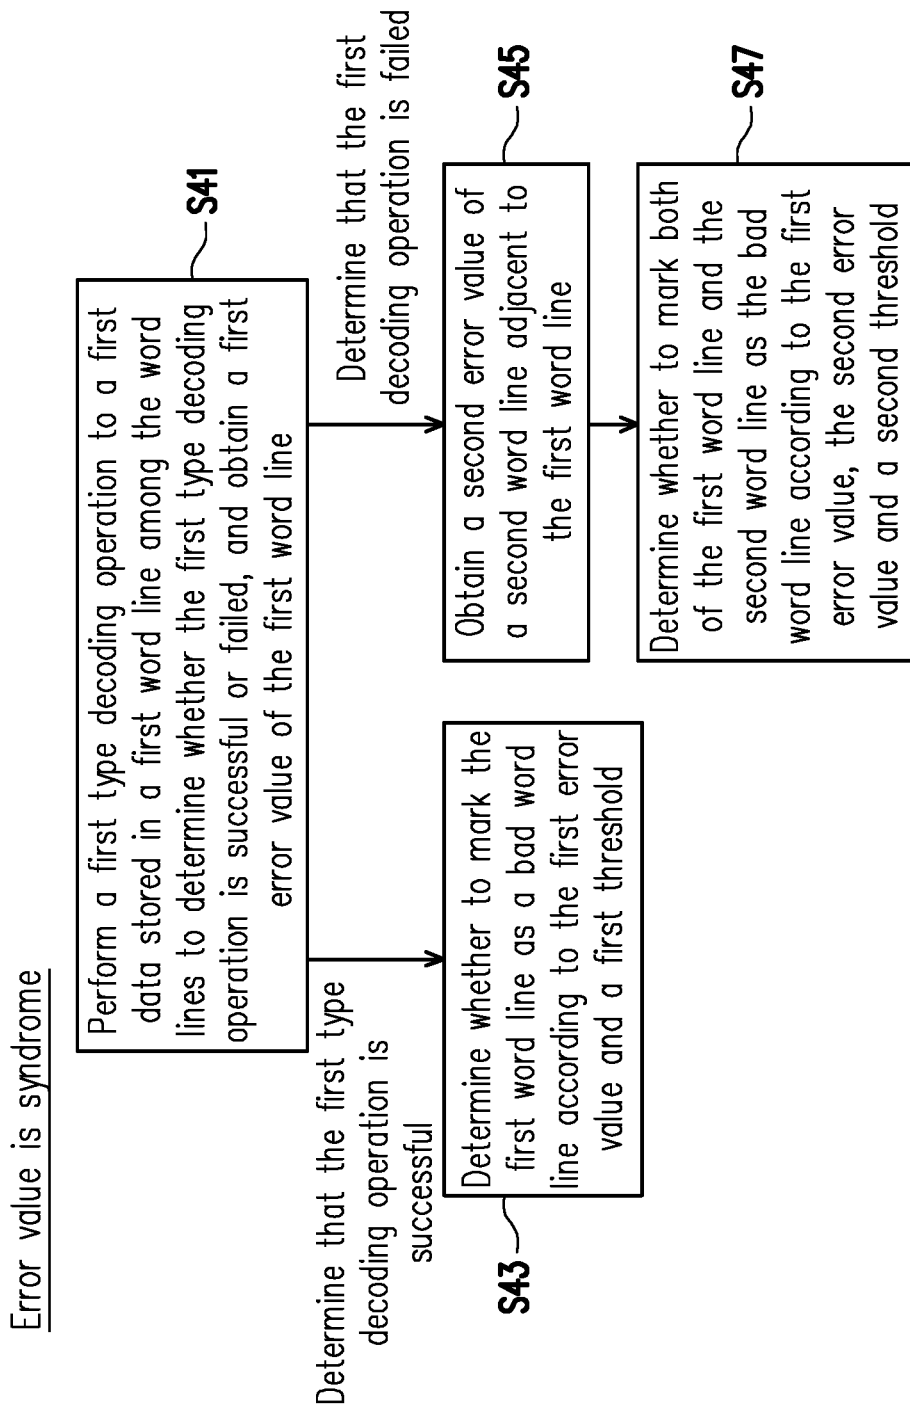 Error value is syndrome
Perform a first type decoding operation to a first
data stored in a first word line among the word
lines to determine whether the first type decoding
operation is successful or failed, and obtain a first
error value of the first word line
S41
Determine that the first type
decoding operation is
successful
Determine that the first
decoding operation is failed
S43
Determine whether to mark the
first word line as a bad word
line according to the first error
value and a first threshold
Obtain a second error value of
a second word line adjacent to
the first word line
S45
Determine whether to mark both
of the first word line and the
second word line as the bad
word line according to the first
error value, the second error
value and a second threshold
S47